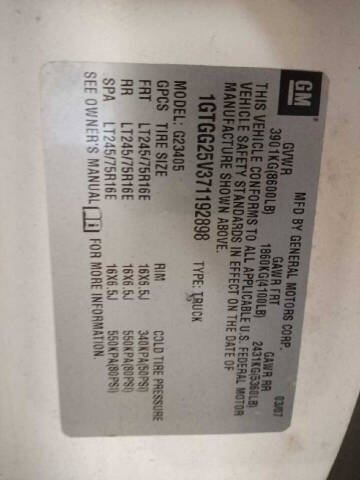 GM
MFD BY GENERAL MOTORS CORP. 03/07
GVWR GAWR FRT GAWR RR
3901KG(8600LB) 1860KG(4100LB) 2431KG(5360LB)
THIS VEHICLE CONFORMS TO ALL APPLICABLE U.S. FEDERAL MOTOR
VEHICLE SAFETY STANDARDS IN EFFECT ON THE DATE OF
MANUFACTURE SHOWN ABOVE.
1GTGG25V371192898 TYPE: TRUCK
MODEL: G23405
GPCS TIRE SIZE RIM COLD TIRE PRESSURE
FRT LT245/75R16E 16X6.5J 340KPA(50PSI)
RR LT245/75R16E 16X6.5J 550KPA(80PSI)
SPA LT245/75R16E 16X6.5J 550KPA(80PSI)
SEE OWNER'S MANUAL FOR MORE INFORMATION